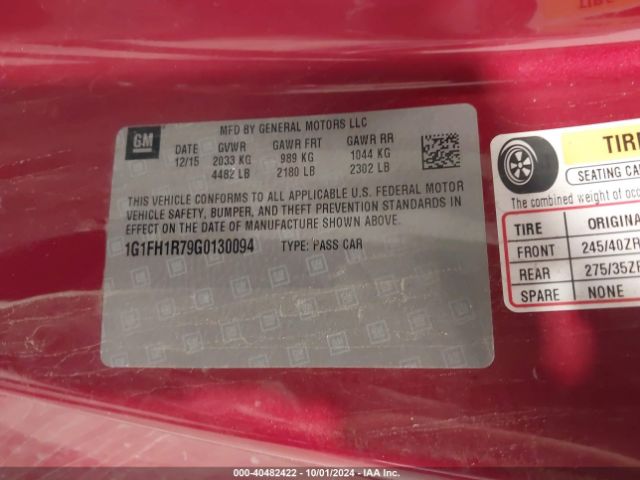 GM
MFD BY GENERAL MOTORS LLC
DATE GVWR GAWR FRT GAWR RR
12/15 2033 KG 989 KG 1044 KG
4482 LB 2180 LB 2302 LB
THIS VEHICLE CONFORMS TO ALL APPLICABLE U.S. FEDERAL MOTOR
VEHICLE SAFETY, BUMPER, AND THEFT PREVENTION STANDARDS IN
EFFECT ON THE DATE OF MANUFACTURE SHOWN ABOVE.
1G1FH1R79G0130094 TYPE: PASS CAR
TIRE
SEATING CA
The combined weight of occ
TIRE ORIGINA
FRONT 245/40ZR
REAR 275/35ZR
SPARE NONE
000-40482422 - 10/01/2024 - IAA Inc.